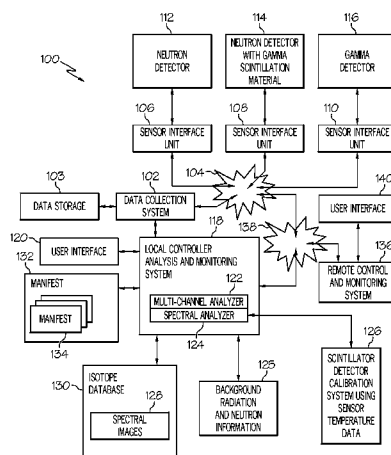 100
112
NEUTRON
DETECTOR
114
NEUTRON DETECTOR
WITH GAMMA
SCINTILLATION
MATERIAL
116
GAMMA
DETECTOR
106
SENSOR INTERFACE
UNIT
108
SENSOR INTERFACE
UNIT
110
SENSOR INTERFACE
UNIT
103
DATA STORAGE
102
DATA COLLECTION
SYSTEM
104
118
140
USER INTERFACE
120
USER INTERFACE
LOCAL CONTROLLER
ANALYSIS AND MONITORING
SYSTEM
138
136
REMOTE CONTROL
AND MONITORING
SYSTEM
132
MANIFEST
MANIFEST
134
122
MULTI-CHANNEL ANALYZER
SPECTRAL ANALYZER
124
126
SCINTILLATOR
DETECTOR
CALIBRATION
SYSTEM USING
SENSOR
TEMPERATURE
DATA
130
ISOTOPE
DATABASE
128
SPECTRAL
IMAGES
125
BACKGROUND
RADIATION
AND NEUTRON
INFORMATION